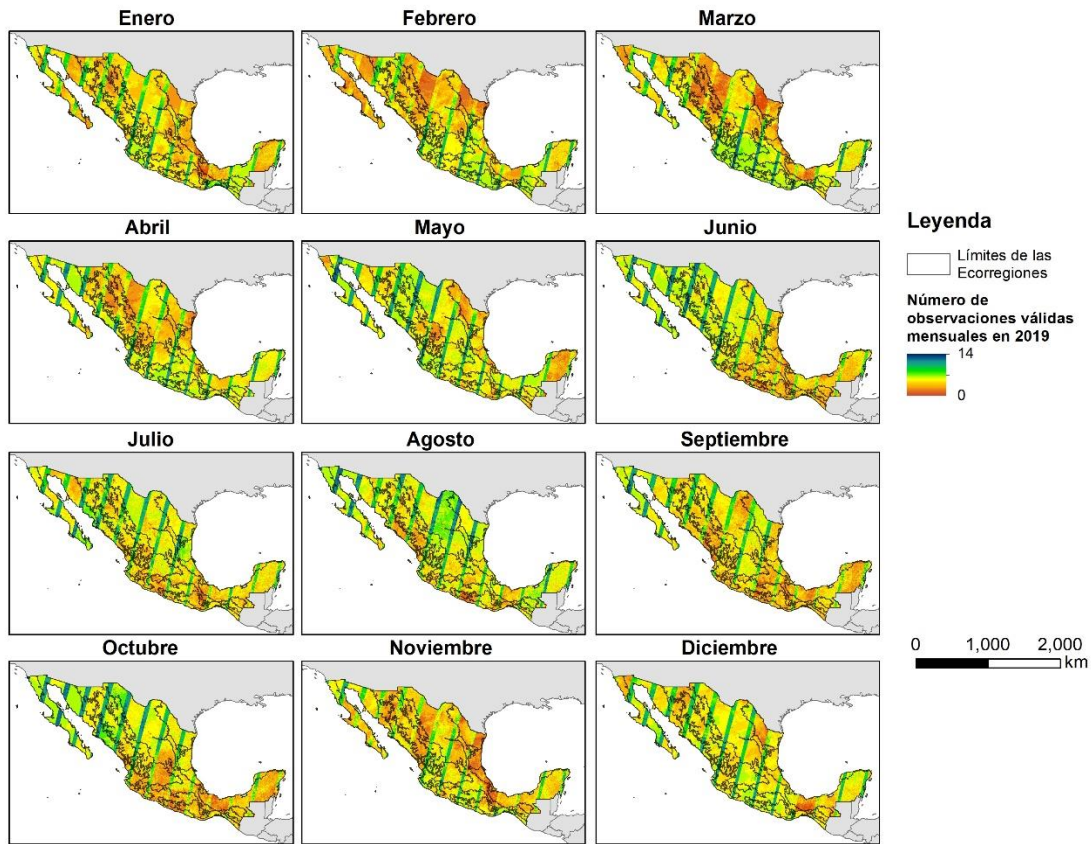 Enero
Febrero
Marzo
Abril
Mayo
Junio
Julio
Agosto
Septiembre
Octubre
Noviembre
Diciembre
Leyenda
Límites de las
Ecorregiones
Número de
observaciones válidas
mensuales en 2019
14
0
0 1,000 2,000
km